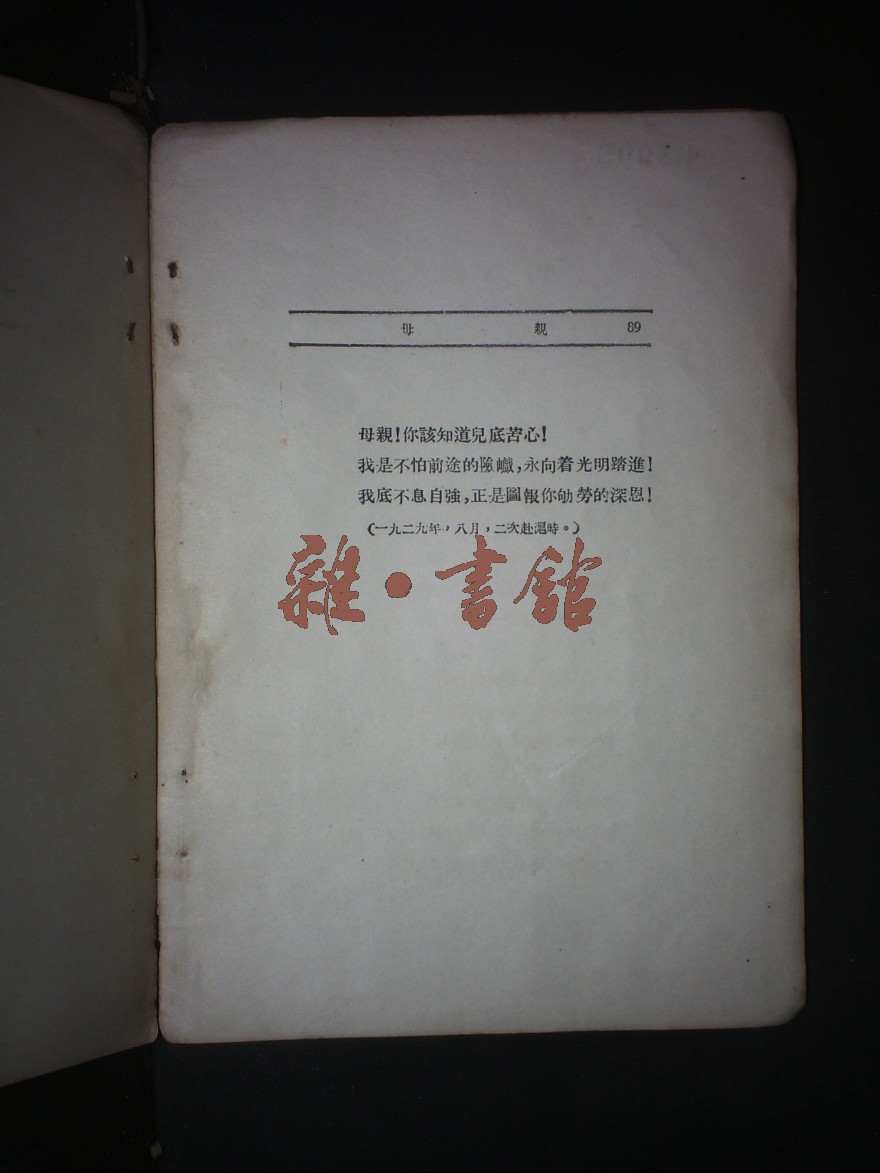 母親 89
母親!你該知道兒底苦心!
我是不怕前途的險巇,永向着光明踏進!
我底不息自強,正是圖報你劬勞的深恩!
(一九二九年,八月,二次赴滬時。)
雜·書館